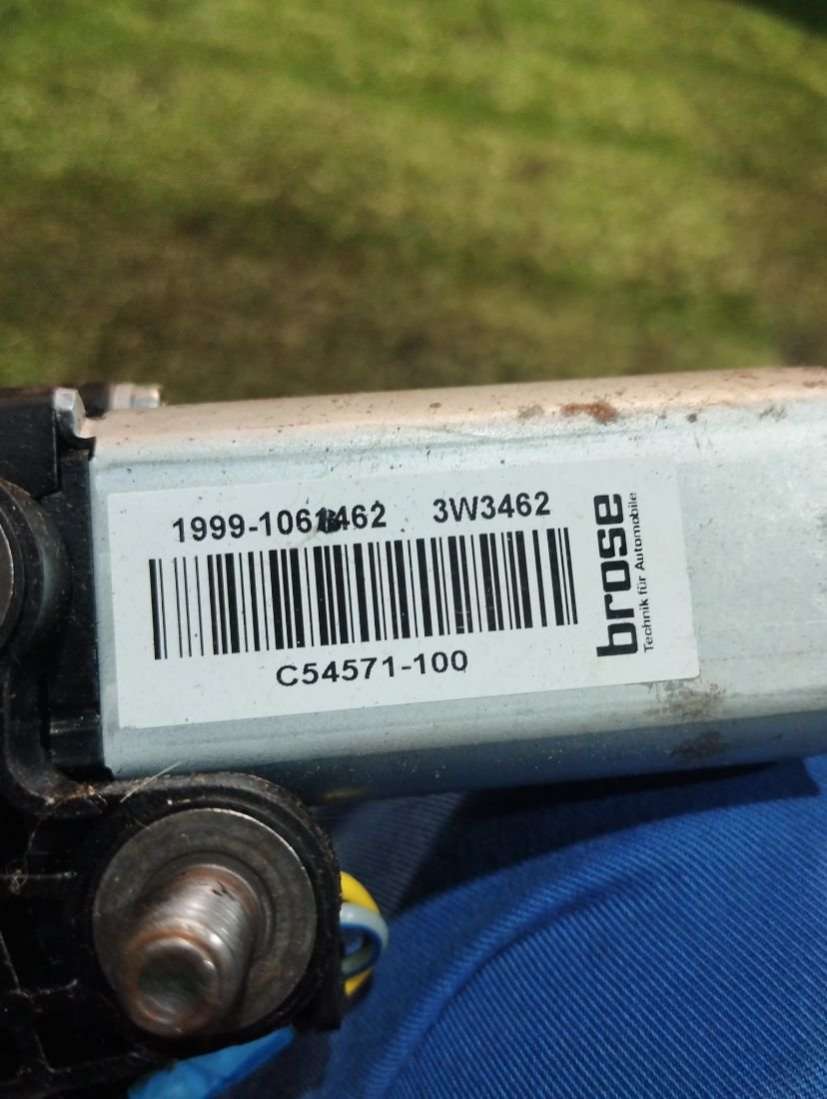 3W3462
C54571-100
brose
Technik für Automobile